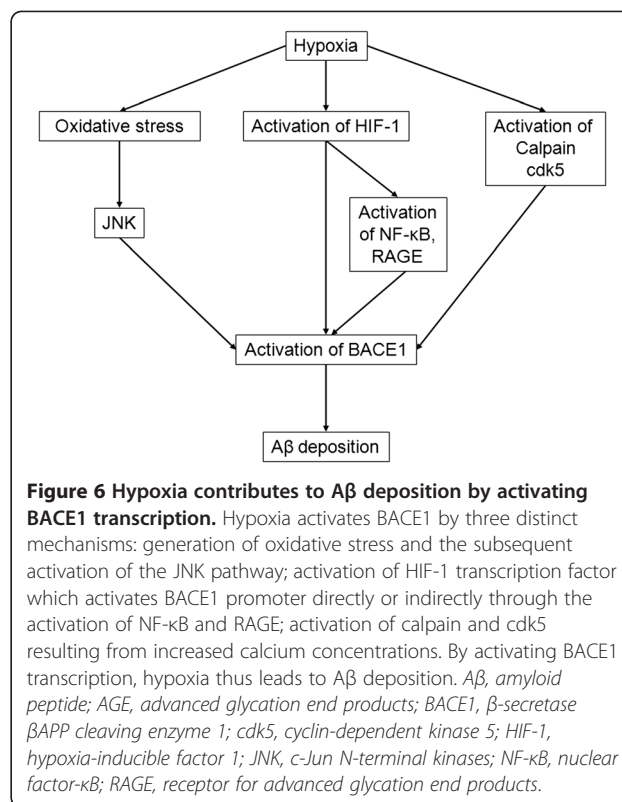 Hypoxia
Oxidative stress
Activation of HIF-1
Activation of
Calpain
cdk5
JNK
Activation
of NF-κB,
RAGE
Activation of BACE1
Aβ deposition
Figure 6 Hypoxia contributes to Aβ deposition by activating
BACE1 transcription. Hypoxia activates BACE1 by three distinct
mechanisms: generation of oxidative stress and the subsequent
activation of the JNK pathway; activation of HIF-1 transcription factor
which activates BACE1 promoter directly or indirectly through the
activation of NF-κB and RAGE; activation of calpain and cdk5
resulting from increased calcium concentrations. By activating BACE1
transcription, hypoxia thus leads to Aβ deposition. Aβ, amyloid
peptide; AGE, advanced glycation end products; BACE1, β-secretase
βAPP cleaving enzyme 1; cdk5, cyclin-dependent kinase 5; HIF-1,
hypoxia-inducible factor 1; JNK, c-Jun N-terminal kinases; NF-κB, nuclear
factor-κB; RAGE, receptor for advanced glycation end products.